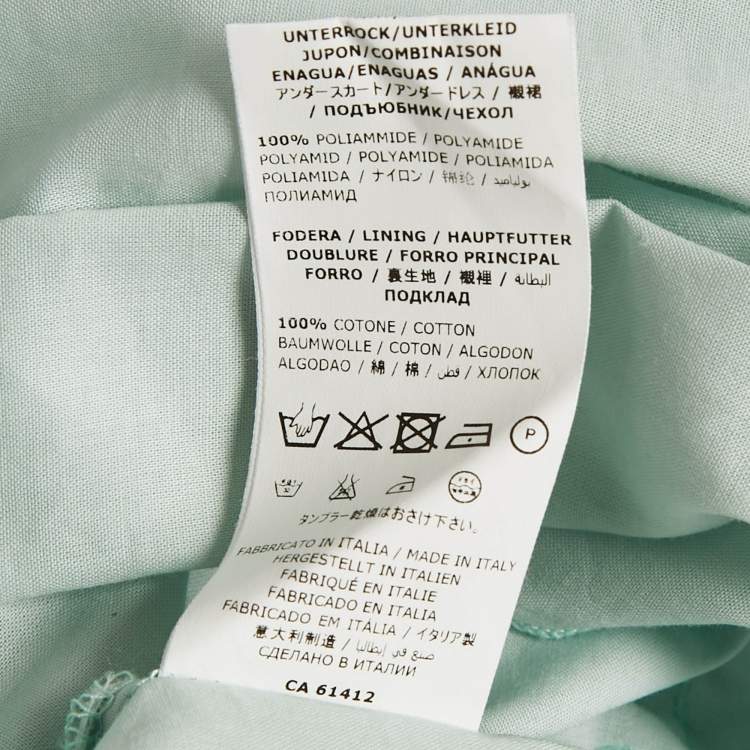 UNTERROCK/UNTERKLEID
JUPON/COMBINAISON
ENAGUA/ENAGUAS / ANÁGUA
アンダースカート/アンダードレス / 襯裙
/ ПОДЪЮБНИК/ЧЕХОЛ
100% POLIAMMIDE / POLYAMIDE
POLYAMID / POLYAMIDE / POLIAMIDA
POLIAMIDA / ナイロン / 锦纶 / بولياميد
ПОЛИАМИД
FODERA / LINING / HAUPTFUTTER
DOUBLURE / FORRO PRINCIPAL
FORRO / 裏生地 / 襯裡 / البطانة
ПОДКЛАД
100% COTONE / COTTON
BAUMWOLLE / COTON / ALGODON
ALGODAO / 綿 / 棉 / قطن / ХЛОПОК
P
タンブラー乾燥はおさけ下さい。
FABBRICATO IN ITALIA / MADE IN ITALY
HERGESTELLT IN ITALIEN
FABRIQUÉ EN ITALIE
FABRICADO EN ITALIA
FABRICADO EM ITÁLIA / イタリア製
意大利制造 / صنع في إيطاليا
СДЕЛАНО В ИТАЛИИ
CA 61412